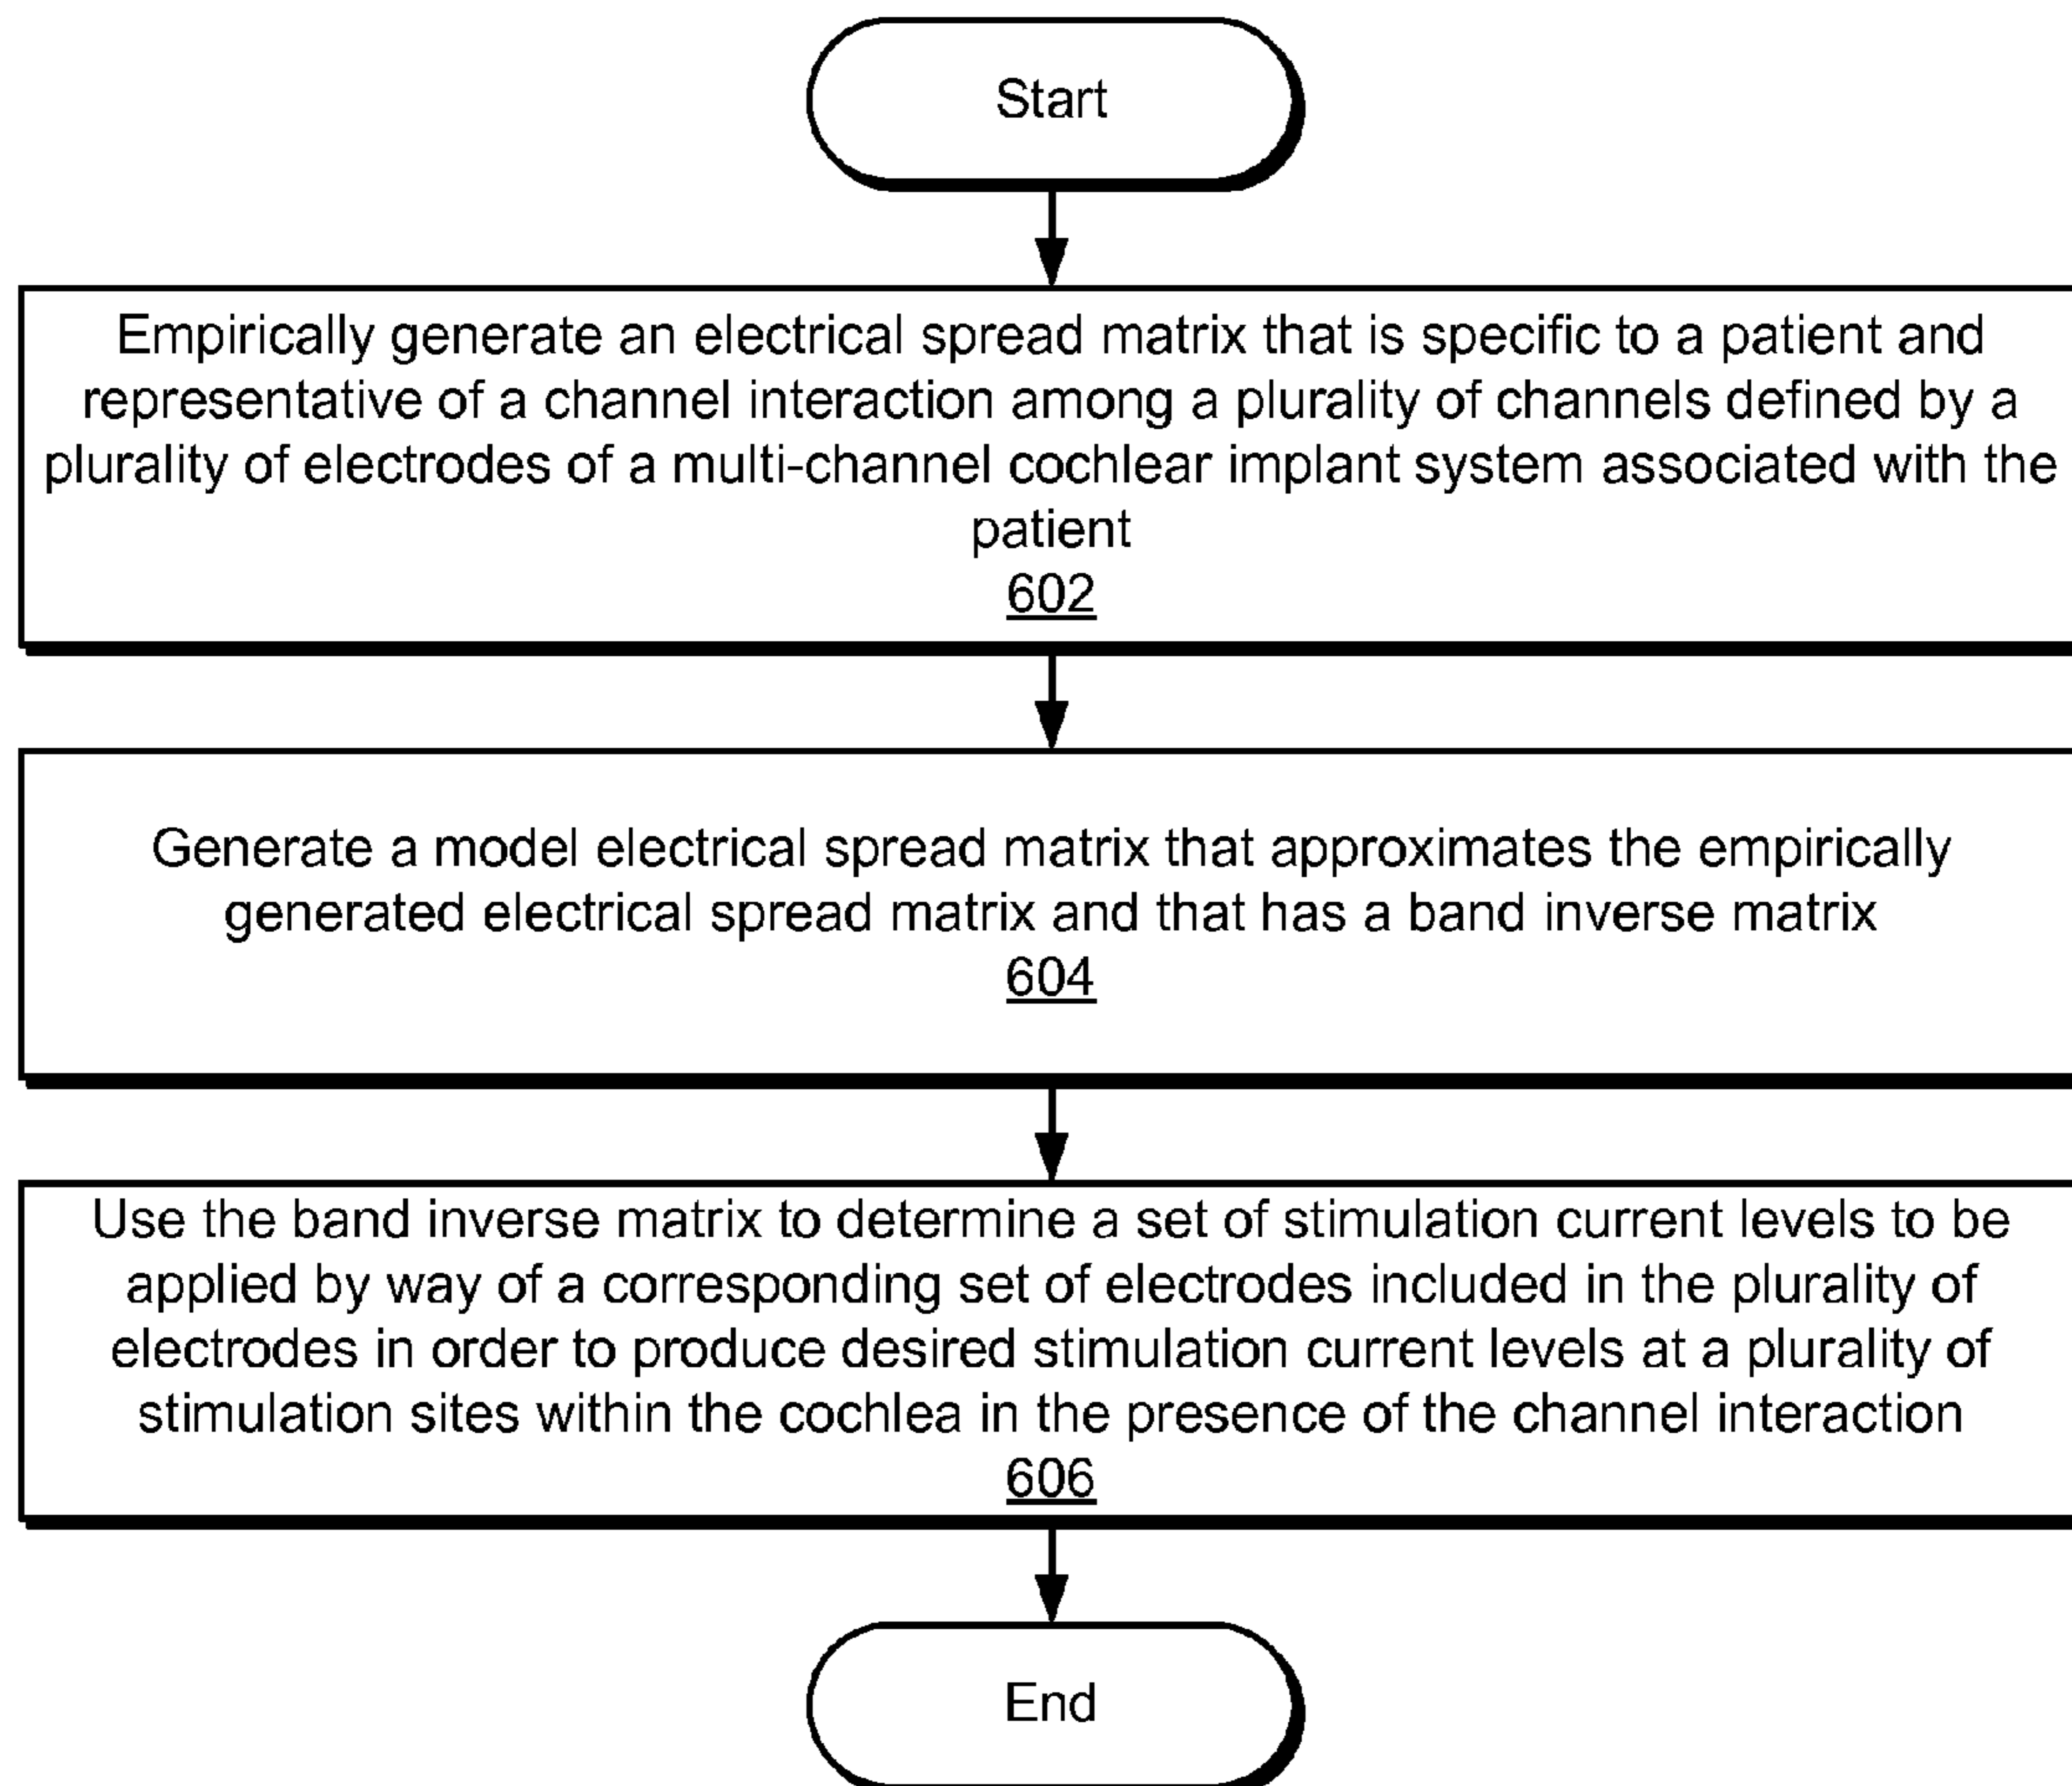 Start
Empirically generate an electrical spread matrix that is specific to a patient and
representative of a channel interaction among a plurality of channels defined by a
plurality of electrodes of a multi-channel cochlear implant system associated with the
patient
602
Generate a model electrical spread matrix that approximates the empirically
generated electrical spread matrix and that has a band inverse matrix
604
Use the band inverse matrix to determine a set of stimulation current levels to be
applied by way of a corresponding set of electrodes included in the plurality of
electrodes in order to produce desired stimulation current levels at a plurality of
stimulation sites within the cochlea in the presence of the channel interaction
606
End